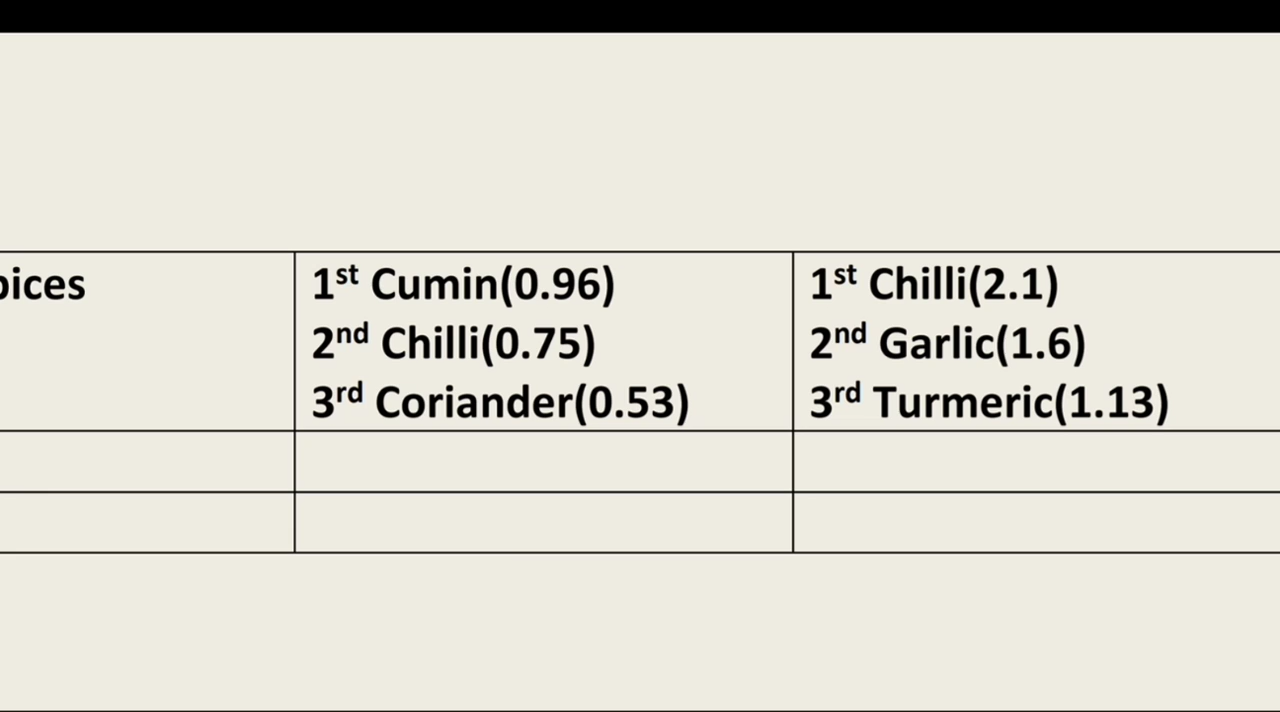 1st Cumin(0.96)
2nd Chilli(0.75)
3rd Coriander(0.53)
1st Chilli(2.1)
2nd Garlic(1.6)
3rd Turmeric(1.13)